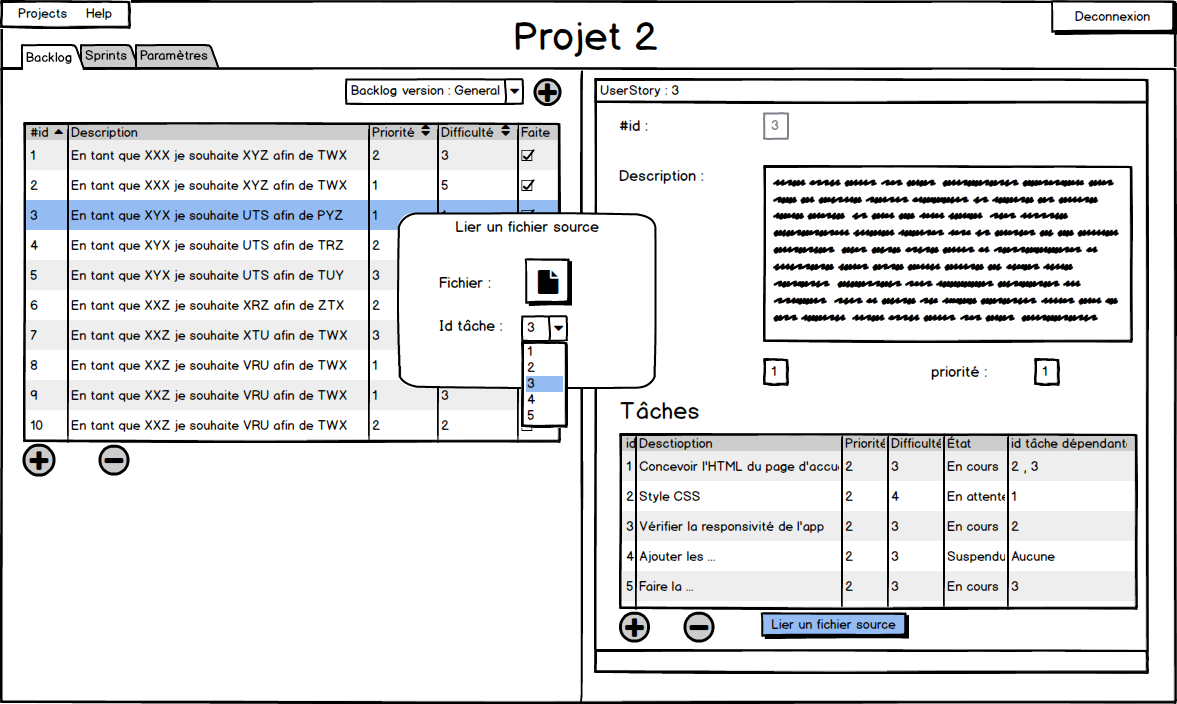 Projects Help
Deconnexion
Projet 2
Backlog Sprints Paramètres
Backlog version : General
#id Description Priorité Difficulté Faite
1 En tant que XXX je souhaite XYZ afin de TWX 2 3
2 En tant que XXX je souhaite XYZ afin de TWX 1 5
3 En tant que XYX je souhaite UTS afin de PYZ 1
4 En tant que XYX je souhaite UTS afin de TRZ 2
5 En tant que XYX je souhaite UTS afin de TUY 3
6 En tant que XXZ je souhaite XRZ afin de ZTX 2
7 En tant que XXZ je souhaite XTU afin de TWX 3
8 En tant que XXZ je souhaite VRU afin de TWX 1
9 En tant que XXZ je souhaite VRU afin de TWX 1 3
10 En tant que XXZ je souhaite VRU afin de TWX 2 2
Lier un fichier source
Fichier :
Id tâche : 3
1
2
3
4
5
UserStory : 3
#id : 3
Description :
1 priorité : 1
Tâches
id Desctioption Priorité Difficulté État id tâche dépendant
1 Concevoir l'HTML du page d'accu 2 3 En cours 2 , 3
2 Style CSS 2 4 En attente 1
3 Vérifier la responsivité de l'app 2 3 En cours 2
4 Ajouter les ... 2 3 Suspendu Aucune
5 Faire la ... 2 3 En cours 3
Lier un fichier source